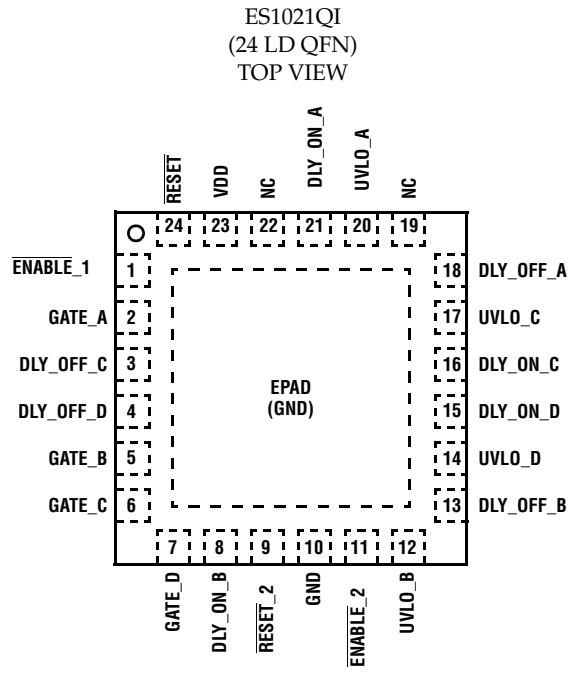 ES1021QI
(24 LD QFN)
TOP VIEW
RESET
VDD
NC
DLY_ON_A
UVLO_A
NC
24 23 22 21 20 19
ENABLE_1 1
GATE_A 2
DLY_OFF_C 3
DLY_OFF_D 4
GATE_B 5
GATE_C 6
EPAD
(GND)
18 DLY_OFF_A
17 UVLO_C
16 DLY_ON_C
15 DLY_ON_D
14 UVLO_D
13 DLY_OFF_B
7 8 9 10 11 12
GATE_D
DLY_ON_B
RESET_2
GND
ENABLE_2
UVLO_B